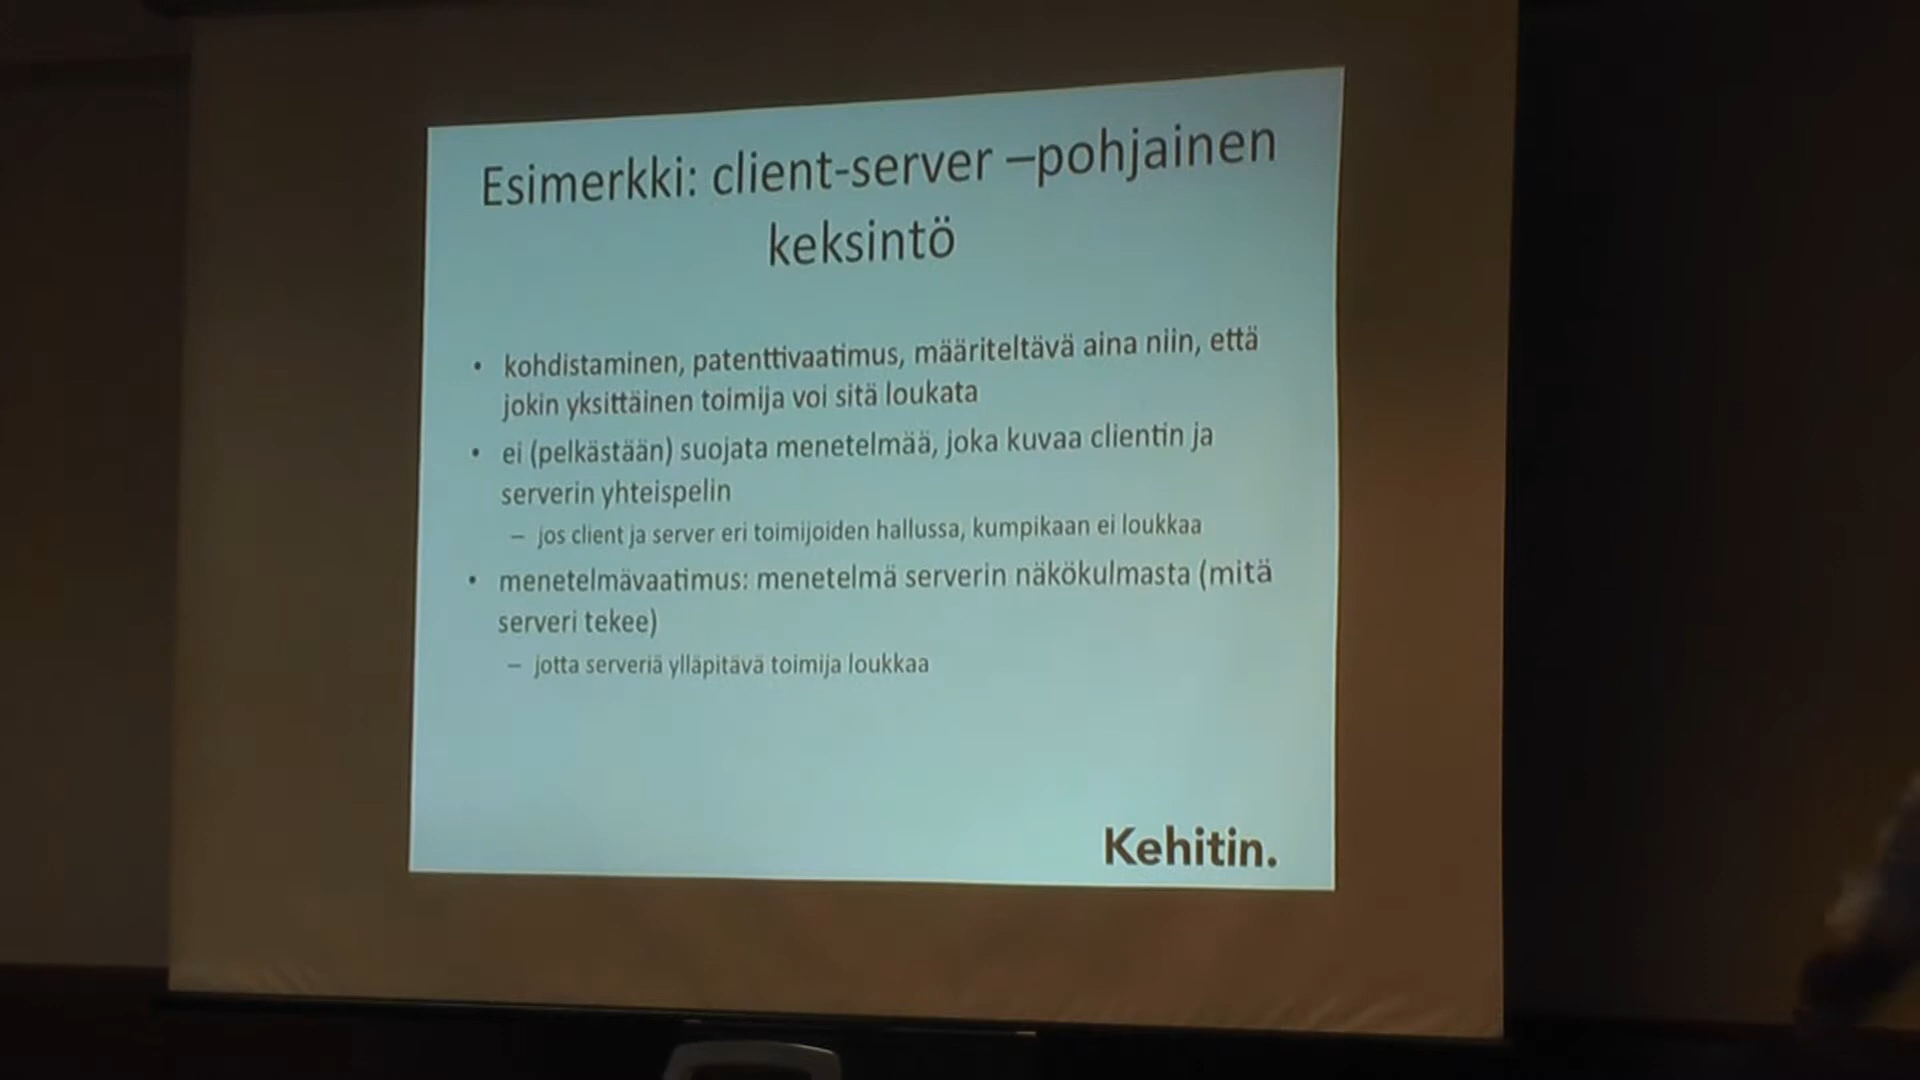 Esimerkki: client-server –pohjainen
keksintö
• kohdistaminen, patenttivaatimus, määriteltävä aina niin, että
jokin yksittäinen toimija voi sitä loukata
• ei (pelkästään) suojata menetelmää, joka kuvaa clientin ja
serverin yhteispelin
– jos client ja server eri toimijoiden hallussa, kumpikaan ei loukkaa
• menetelmävaatimus: menetelmä serverin näkökulmasta (mitä
serveri tekee)
– jotta serveriä ylläpitävä toimija loukkaa
Kehitin.